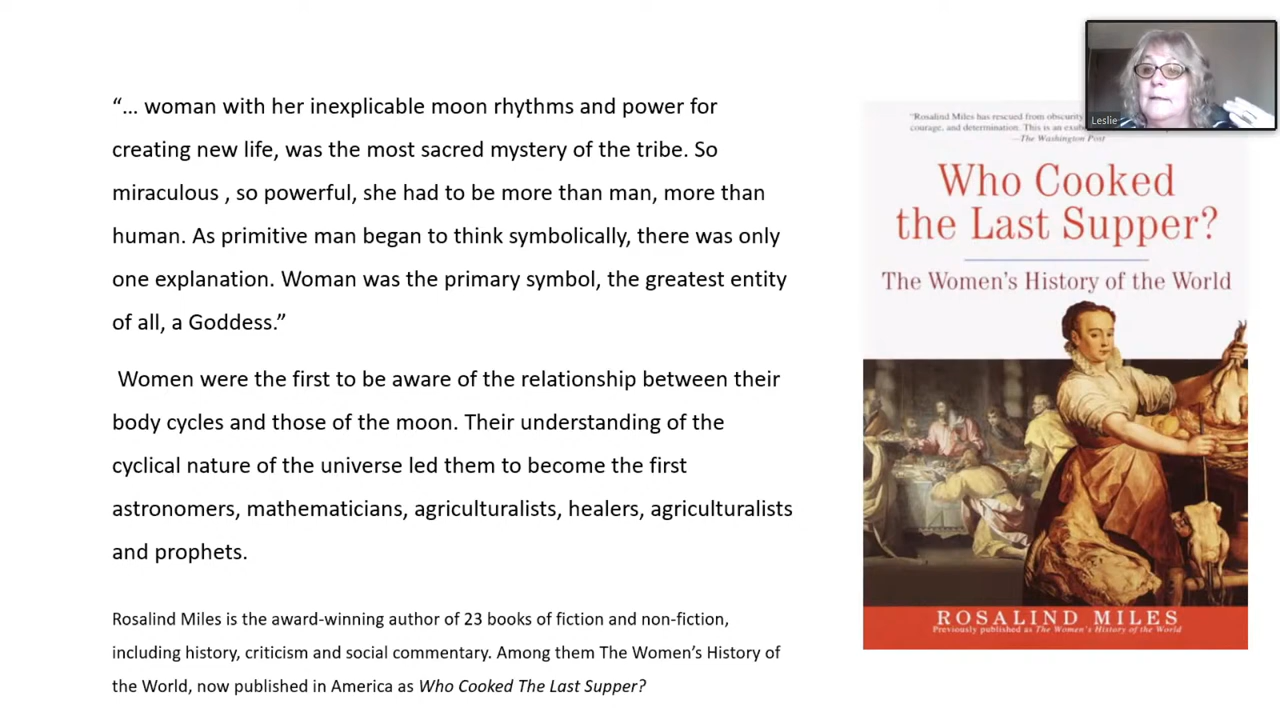 “... woman with her inexplicable moon rhythms and power for
creating new life, was the most sacred mystery of the tribe. So
miraculous , so powerful, she had to be more than man, more than
human. As primitive man began to think symbolically, there was only
one explanation. Woman was the primary symbol, the greatest entity
of all, a Goddess.”
Women were the first to be aware of the relationship between their
body cycles and those of the moon. Their understanding of the
cyclical nature of the universe led them to become the first
astronomers, mathematicians, agriculturalists, healers, agriculturalists
and prophets.
Rosalind Miles is the award-winning author of 23 books of fiction and non-fiction,
including history, criticism and social commentary. Among them The Women’s History of
the World, now published in America as Who Cooked The Last Supper?
Leslie
"Rosalind Miles has rescued from obscurity
courage, and determination. This is an
—The Washington Post
Who Cooked
the Last Supper?
The Women's History of the World
ROSALIND MILES
Previously published as The Women's History of the World